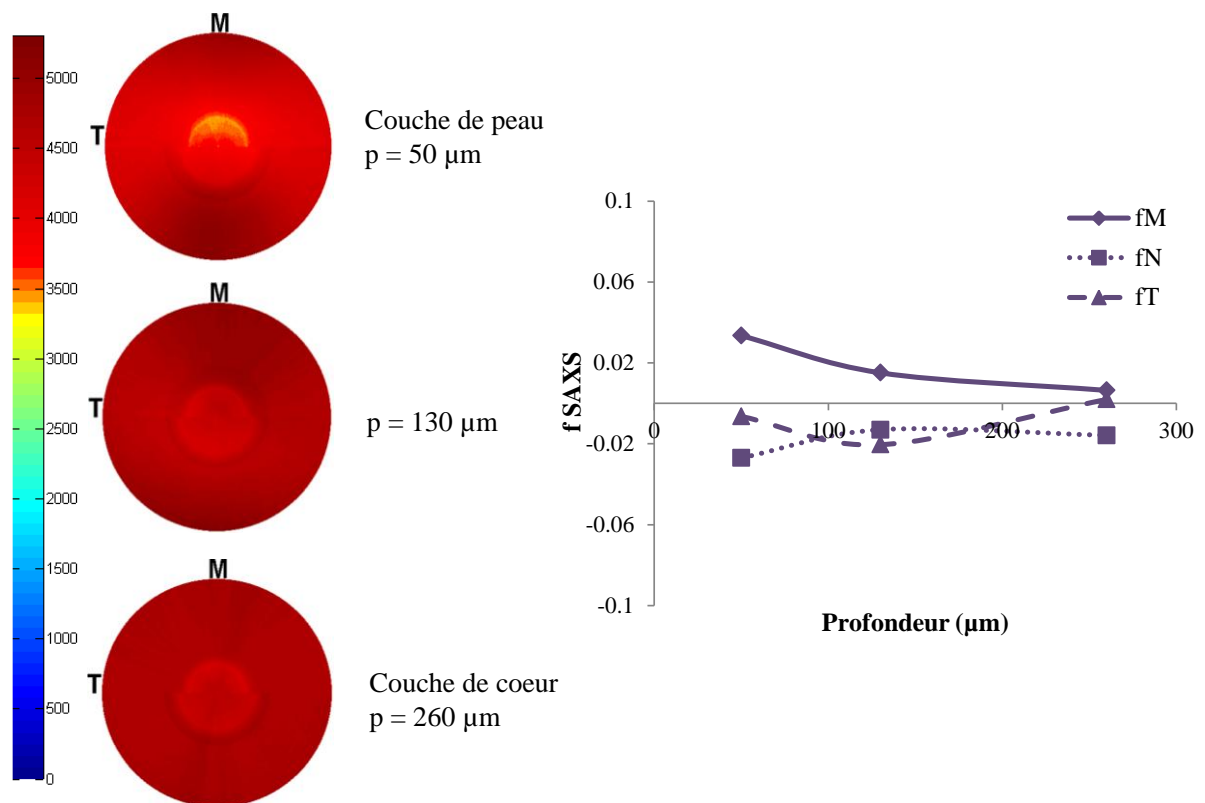 M
5000
4500
4000
3500
3000
2500
2000
1500
1000
500
0
T
Couche de peau
p = 50 µm
M
T
p = 130 µm
M
T
Couche de coeur
p = 260 µm
0.1
0.06
0.02
-0.02
-0.06
-0.1
f SAXS
0
100
200
300
Profondeur (µm)
fM
fN
fT